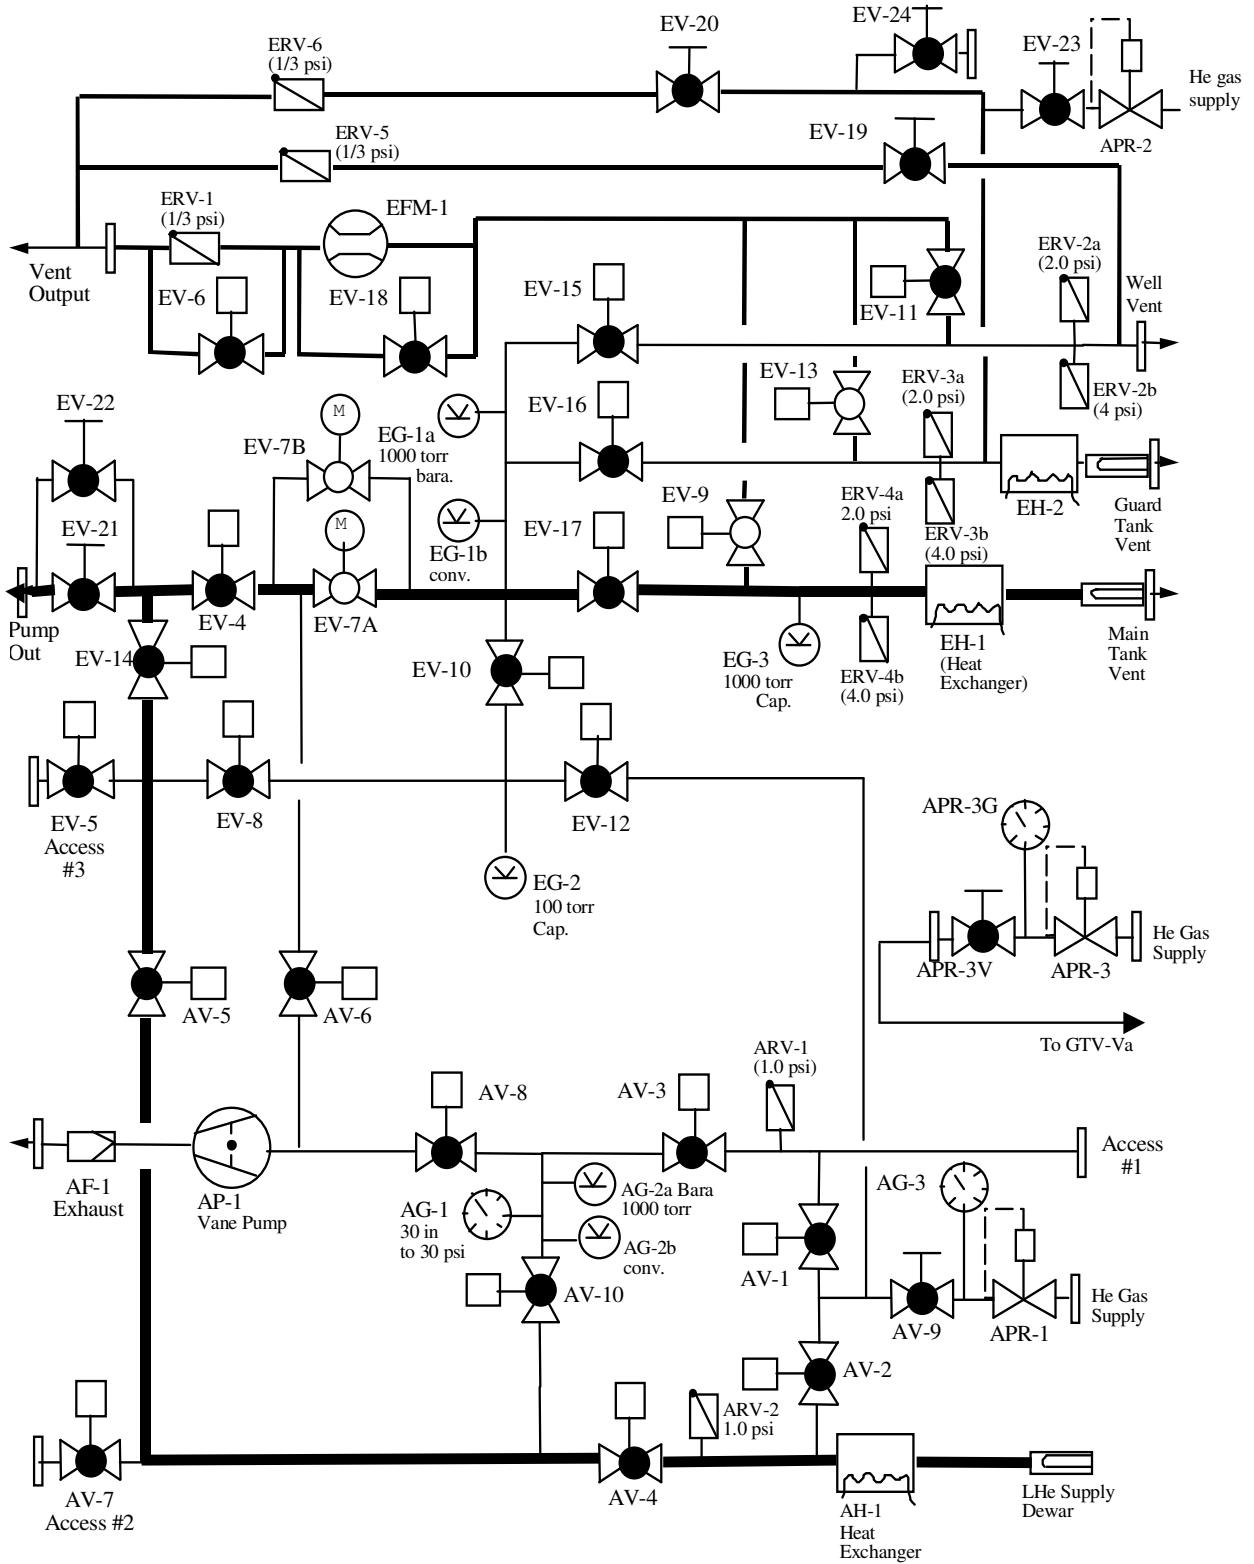 EV-24
EV-20
ERV-6
(1/3 psi)
EV-23
He gas
supply
APR-2
ERV-5
(1/3 psi)
EV-19
ERV-1
(1/3 psi)
EFM-1
ERV-2a
(2.0 psi)
Vent
Output
EV-6
EV-18
EV-15
EV-11
Well
Vent
EV-22
EV-7B
EG-1a
1000 torr
bara.
EV-16
EV-13
ERV-3a
(2.0 psi)
ERV-2b
(4 psi)
M
EV-21
EG-1b
conv.
EV-17
EV-9
ERV-4a
2.0 psi
ERV-3b
(4.0 psi)
EH-2
Guard
Tank
Vent
M
Pump
Out
EV-4
EV-7A
EV-14
EV-10
EG-3
1000 torr
Cap.
ERV-4b
(4.0 psi)
EH-1
(Heat
Exchanger)
Main
Tank
Vent
EV-5
Access
#3
EV-8
EV-12
APR-3G
EG-2
100 torr
Cap.
APR-3V
APR-3
He Gas
Supply
AV-5
AV-6
To GTV-Va
ARV-1
(1.0 psi)
AV-8
AV-3
AF-1
Exhaust
AP-1
Vane Pump
AG-1
30 in
to 30 psi
AG-2a Bara
1000 torr
AG-2b
conv.
AG-3
Access
#1
AV-1
AV-10
AV-9
APR-1
He Gas
Supply
AV-2
ARV-2
1.0 psi
AV-7
Access #2
AV-4
AH-1
Heat
Exchanger
LHe Supply
Dewar